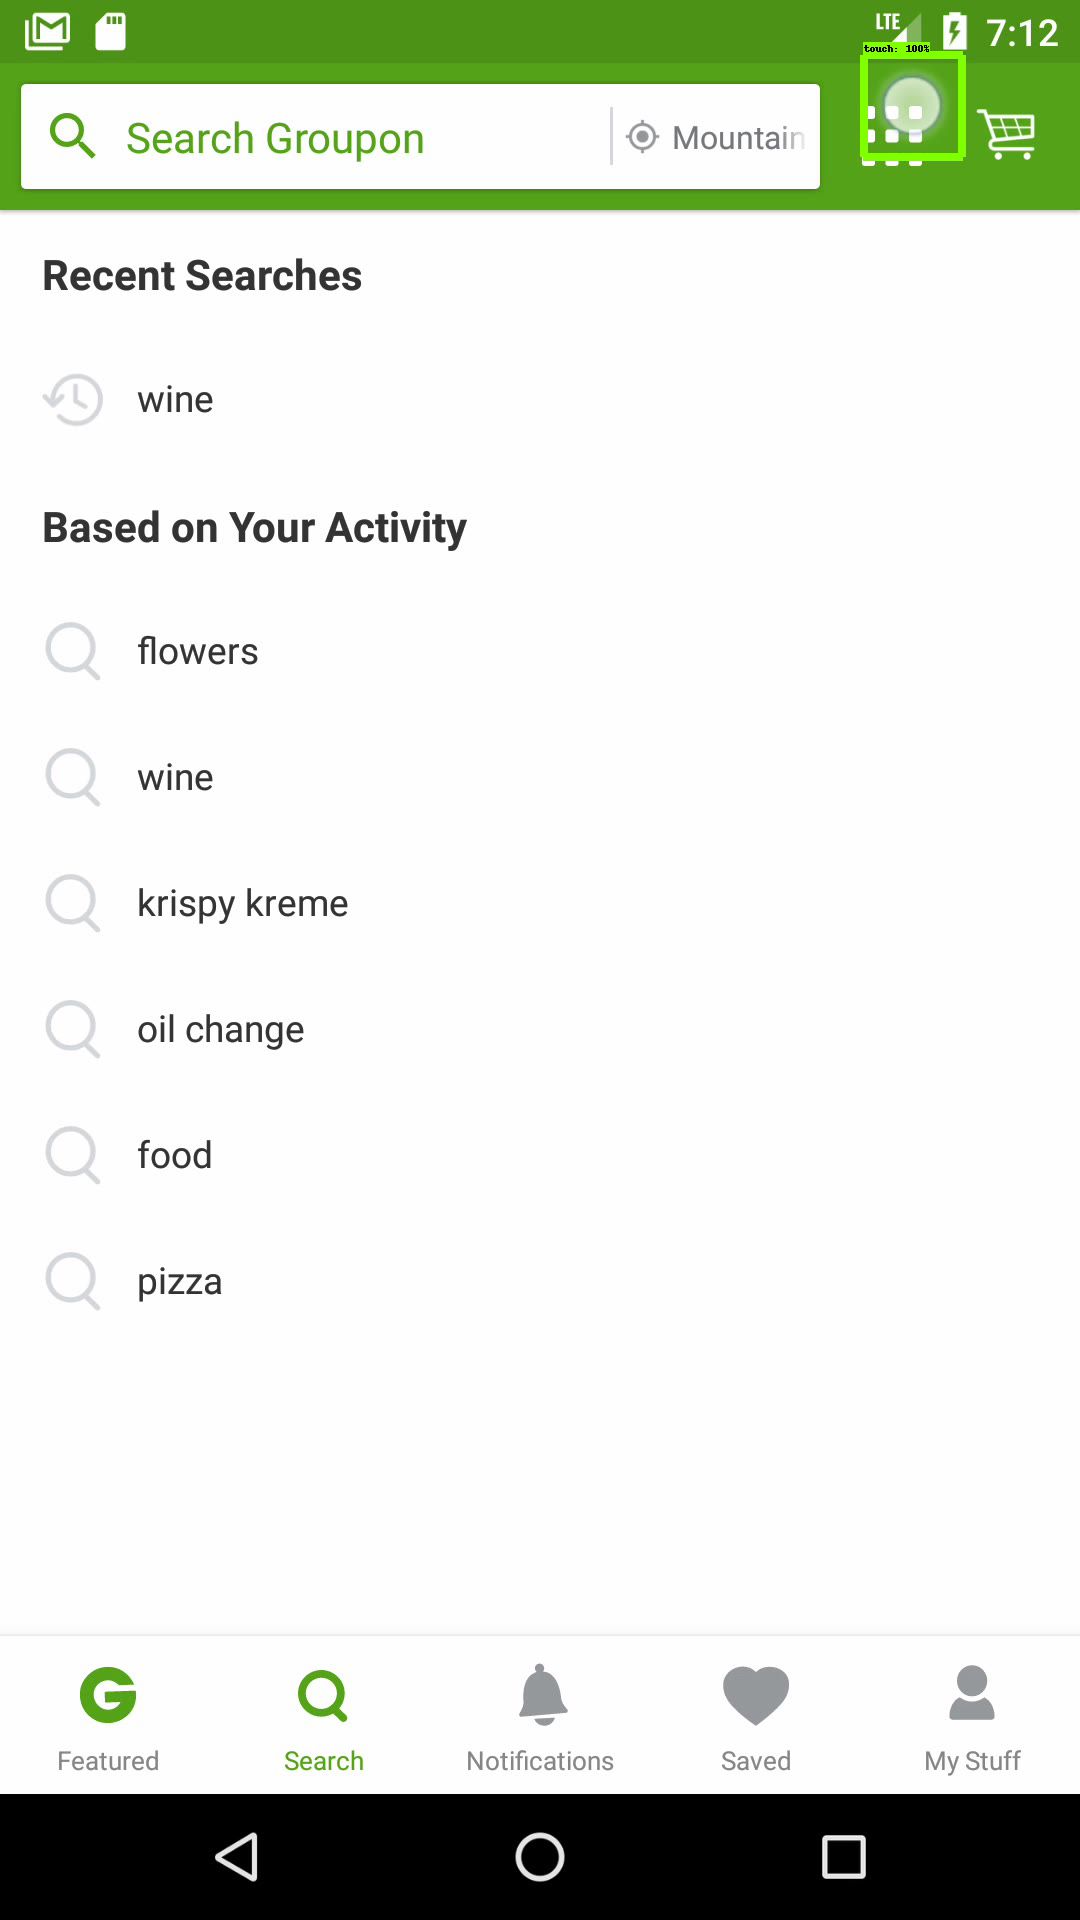 LTE 7:12
touch: 100%
Search Groupon
Mountain
Recent Searches
wine
Based on Your Activity
flowers
wine
krispy kreme
oil change
food
pizza
Featured
Search
Notifications
Saved
My Stuff